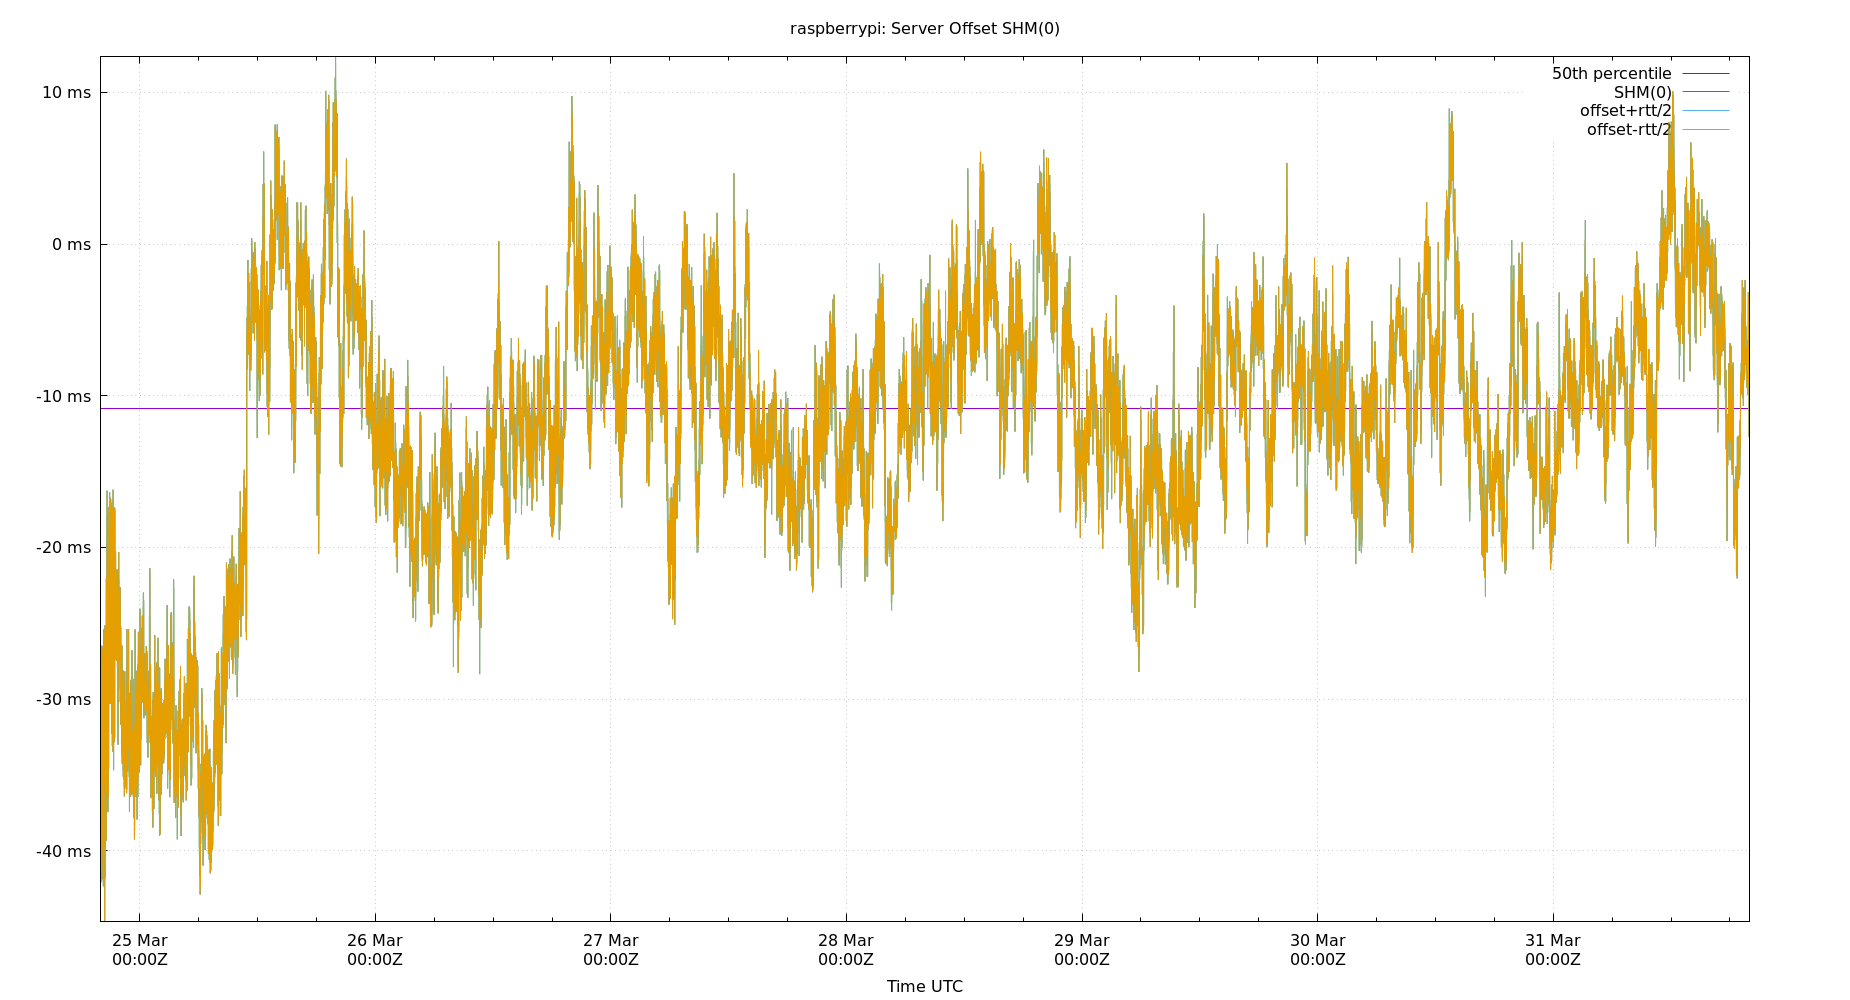 raspberrypi: Server Offset SHM(0)
50th percentile
SHM(0)
offset+rtt/2
offset-rtt/2
10 ms
0 ms
-10 ms
-20 ms
-30 ms
-40 ms
25 Mar 26 Mar 27 Mar 28 Mar 29 Mar 30 Mar 31 Mar
00:00Z 00:00Z 00:00Z 00:00Z 00:00Z 00:00Z 00:00Z
Time UTC